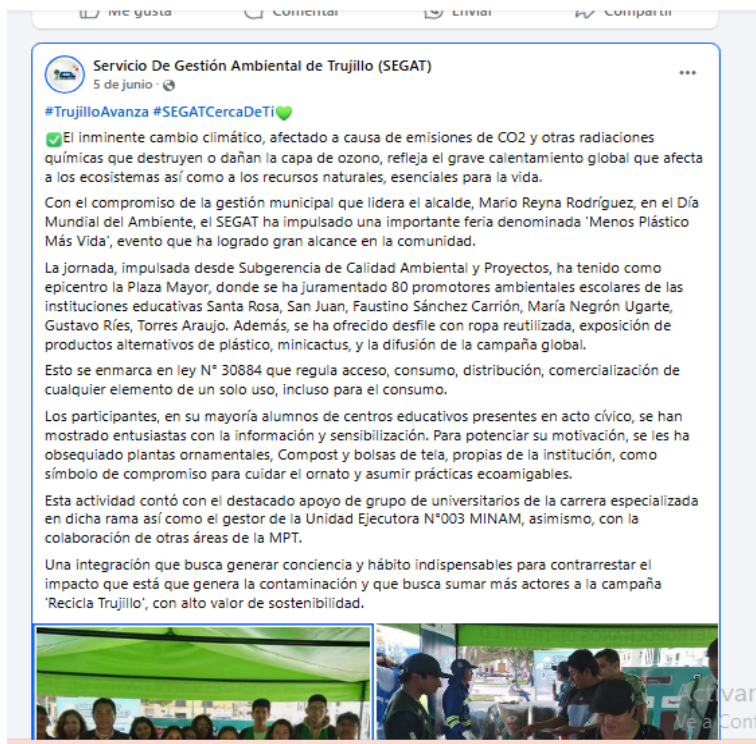 Me gusta Comentar Enviar Compartir
Servicio De Gestión Ambiental de Trujillo (SEGAT)
5 de junio ·
#TrujilloAvanza #SEGATCercaDeTi💚
✅El inminente cambio climático, afectado a causa de emisiones de CO2 y otras radiaciones
químicas que destruyen o dañan la capa de ozono, refleja el grave calentamiento global que afecta
a los ecosistemas así como a los recursos naturales, esenciales para la vida.
Con el compromiso de la gestión municipal que lidera el alcalde, Mario Reyna Rodríguez, en el Día
Mundial del Ambiente, el SEGAT ha impulsado una importante feria denominada 'Menos Plástico
Más Vida', evento que ha logrado gran alcance en la comunidad.
La jornada, impulsada desde Subgerencia de Calidad Ambiental y Proyectos, ha tenido como
epicentro la Plaza Mayor, donde se ha juramentado 80 promotores ambientales escolares de las
instituciones educativas Santa Rosa, San Juan, Faustino Sánchez Carrión, María Negrón Ugarte,
Gustavo Ríes, Torres Araujo. Además, se ha ofrecido desfile con ropa reutilizada, exposición de
productos alternativos de plástico, minicactus, y la difusión de la campaña global.
Esto se enmarca en ley N° 30884 que regula acceso, consumo, distribución, comercialización de
cualquier elemento de un solo uso, incluso para el consumo.
Los participantes, en su mayoría alumnos de centros educativos presentes en acto cívico, se han
mostrado entusiastas con la información y sensibilización. Para potenciar su motivación, se les ha
obsequiado plantas ornamentales, Compost y bolsas de tela, propias de la institución, como
símbolo de compromiso para cuidar el ornato y asumir prácticas ecoamigables.
Esta actividad contó con el destacado apoyo de grupo de universitarios de la carrera especializada
en dicha rama así como el gestor de la Unidad Ejecutora N°003 MINAM, asimismo, con la
colaboración de otras áreas de la MPT.
Una integración que busca generar conciencia y hábito indispensables para contrarrestar el
impacto que está que genera la contaminación y que busca sumar más actores a la campaña
'Recicla Trujillo', con alto valor de sostenibilidad.
Activar
Ve a Conf